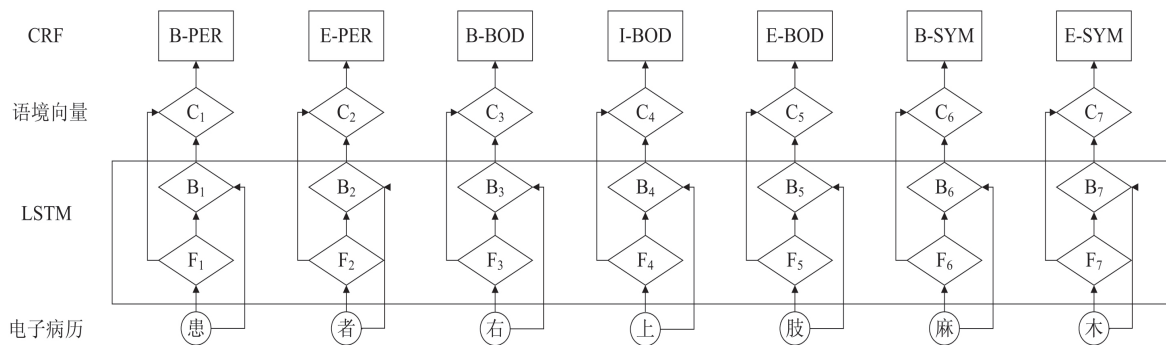 CRF B-PER E-PER B-BOD I-BOD E-BOD B-SYM E-SYM
语境向量 C₁ C₂ C₃ C₄ C₅ C₆ C₇
B₁ B₂ B₃ B₄ B₅ B₆ B₇
LSTM
F₁ F₂ F₃ F₄ F₅ F₆ F₇
电子病历 患 者 右 上 肢 麻 木